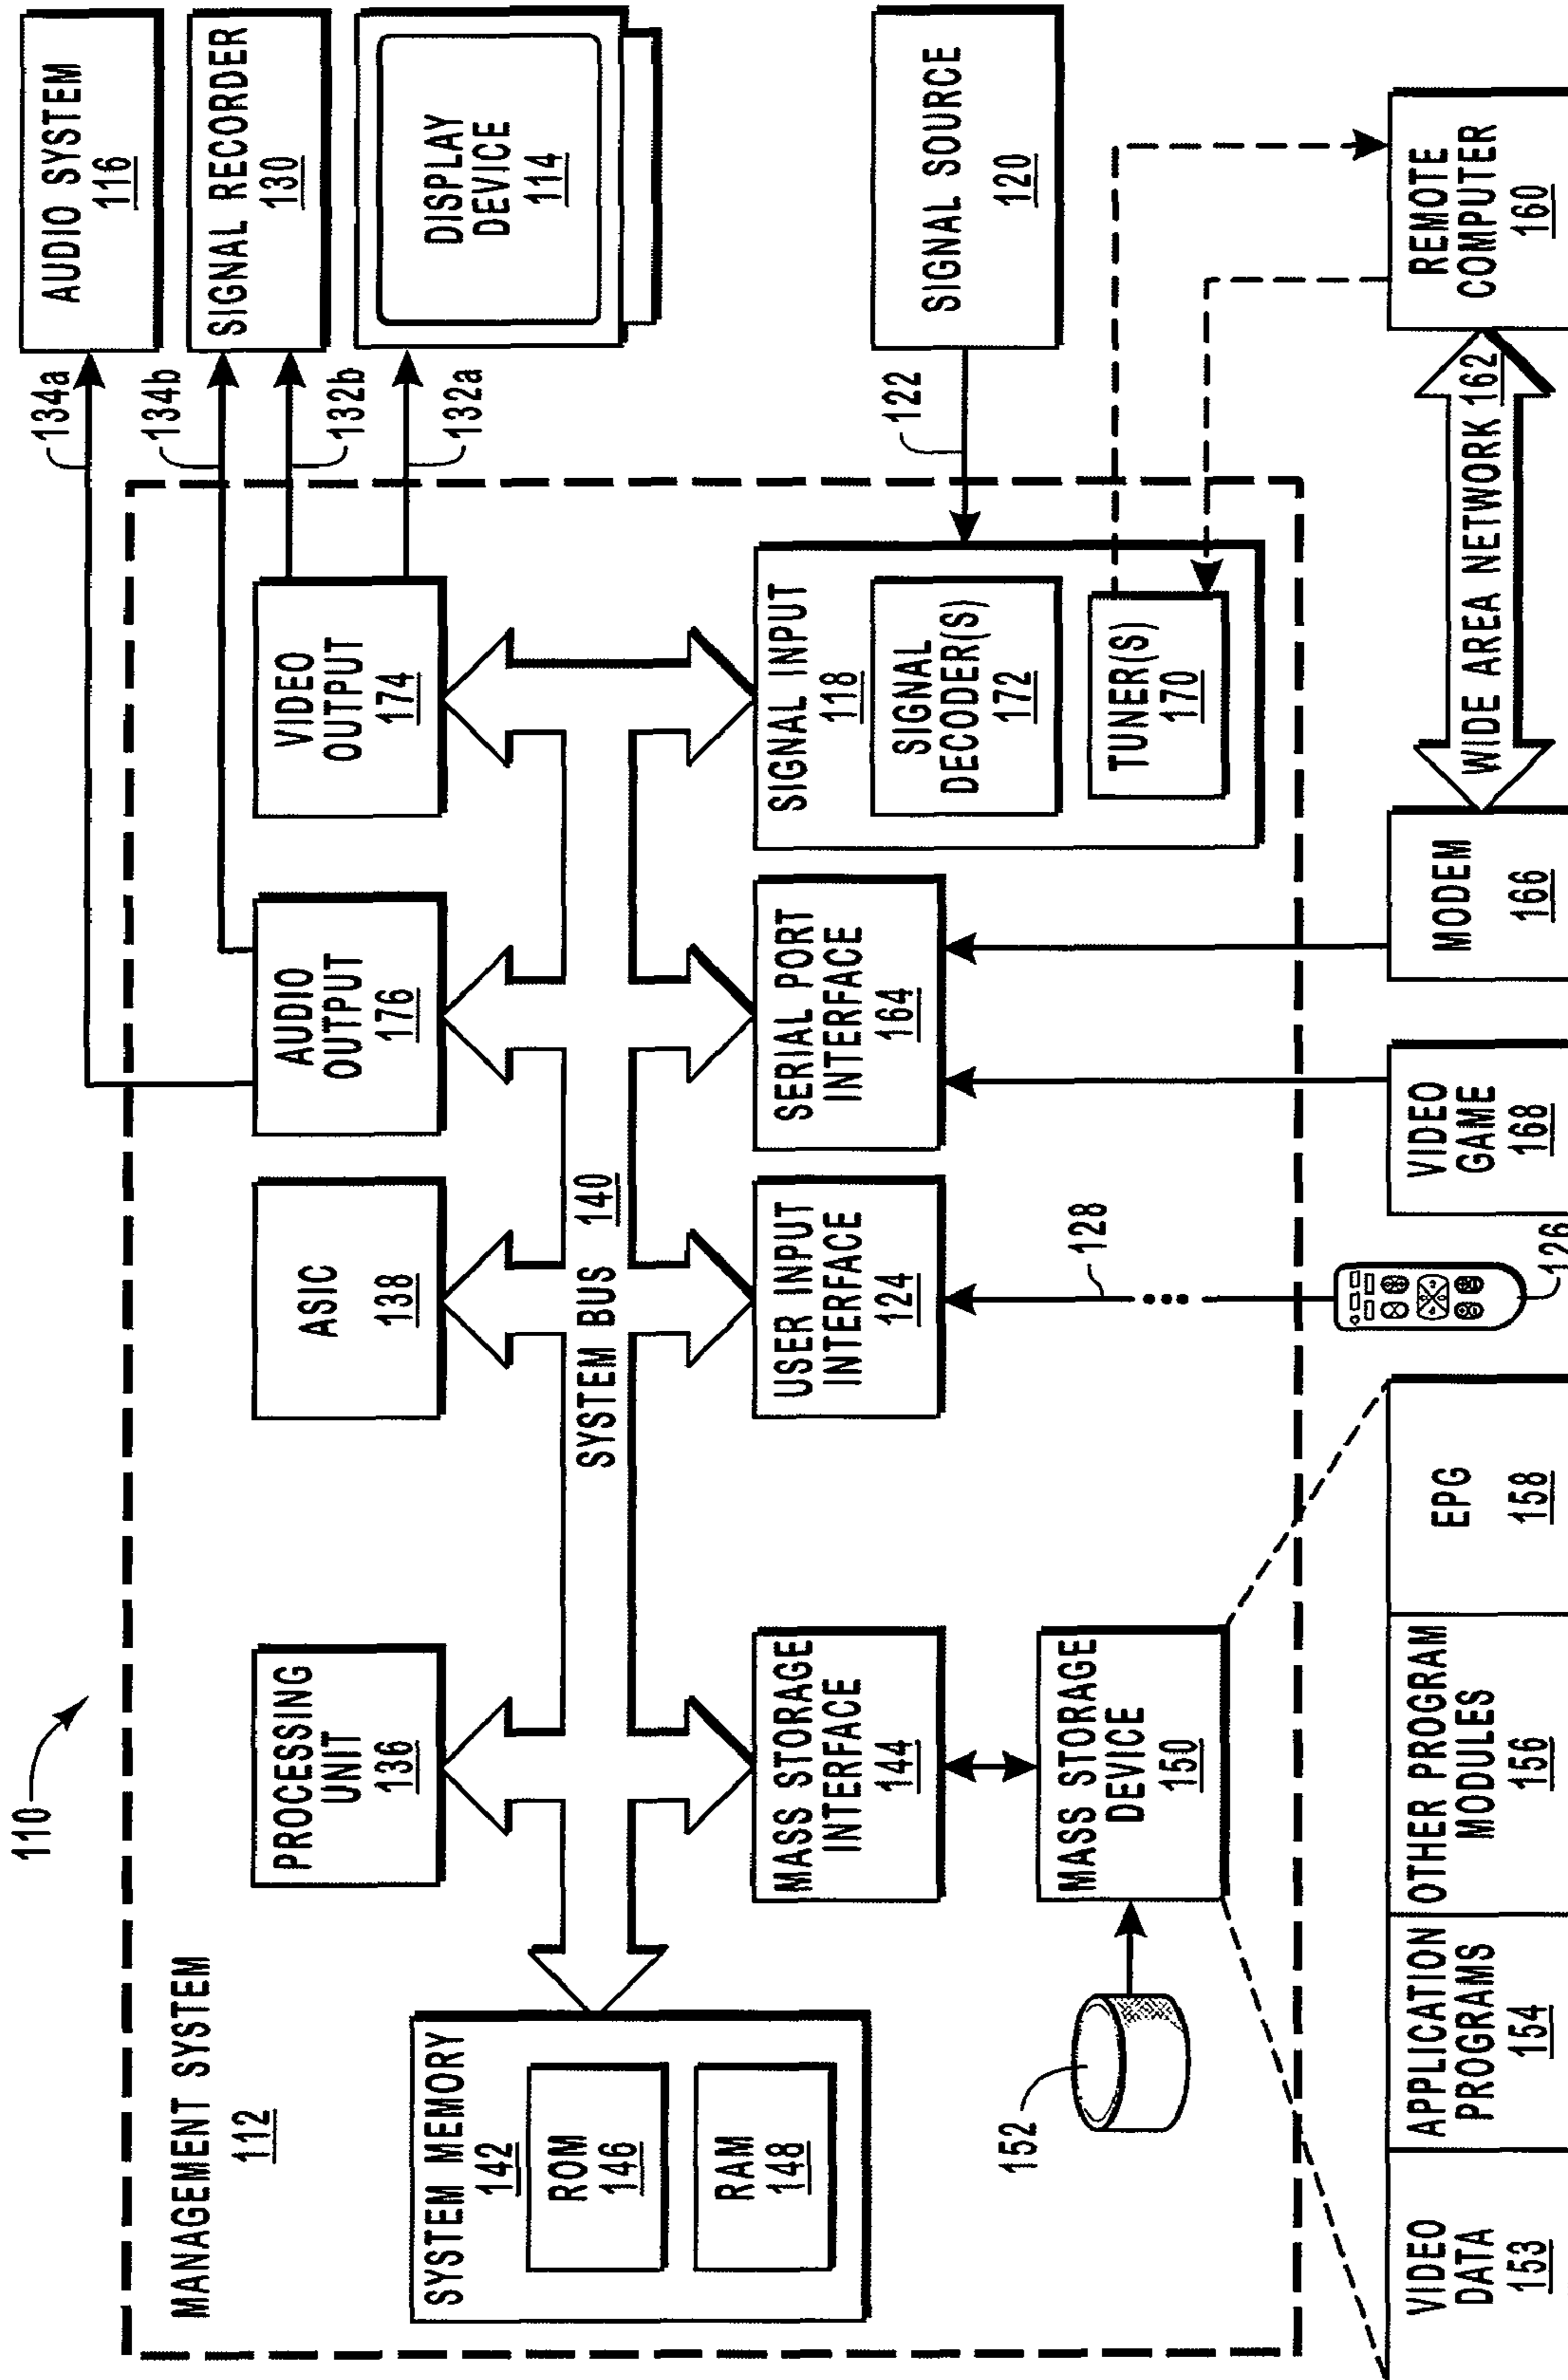 110
MANAGEMENT SYSTEM
112
PROCESSING
UNIT
136
ASIC
138
AUDIO
OUTPUT
176
VIDEO
OUTPUT
174
134a
134b
132b
132a
AUDIO SYSTEM
116
SIGNAL RECORDER
130
DISPLAY
DEVICE
114
SYSTEM MEMORY
142
ROM
146
RAM
148
SYSTEM BUS 140
MASS STORAGE
INTERFACE
144
USER INPUT
INTERFACE
124
SERIAL PORT
INTERFACE
164
SIGNAL INPUT
118
SIGNAL
DECODER(S)
172
TUNER(S)
170
122
SIGNAL SOURCE
120
152
MASS STORAGE
DEVICE
150
128
126
VIDEO
DATA
153
APPLICATION
PROGRAMS
154
OTHER PROGRAM
MODULES
156
EPG
158
VIDEO
GAME
168
MODEM
166
WIDE AREA NETWORK 162
REMOTE
COMPUTER
160